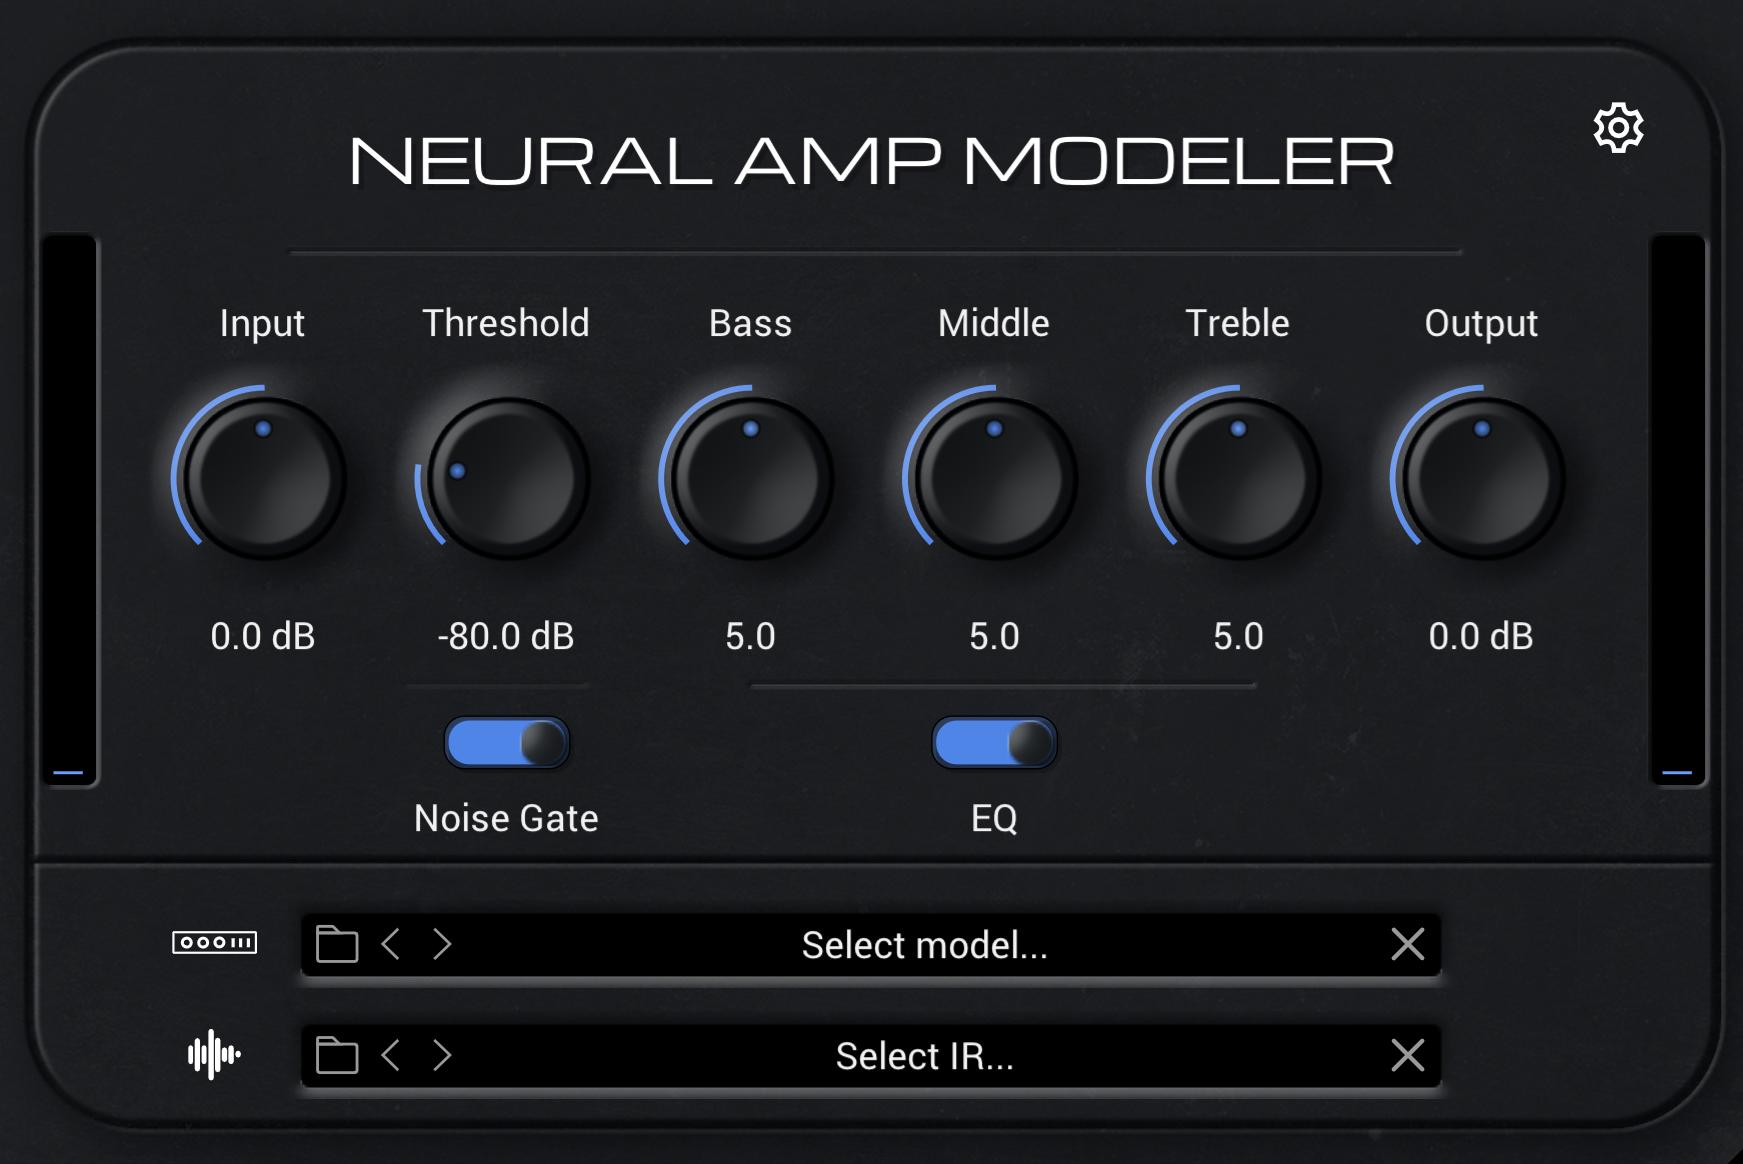 NEURAL AMP MODELER
Input Threshold Bass Middle Treble Output
0.0 dB -80.0 dB 5.0 5.0 5.0 0.0 dB
Noise Gate EQ
Select model...
Select IR...